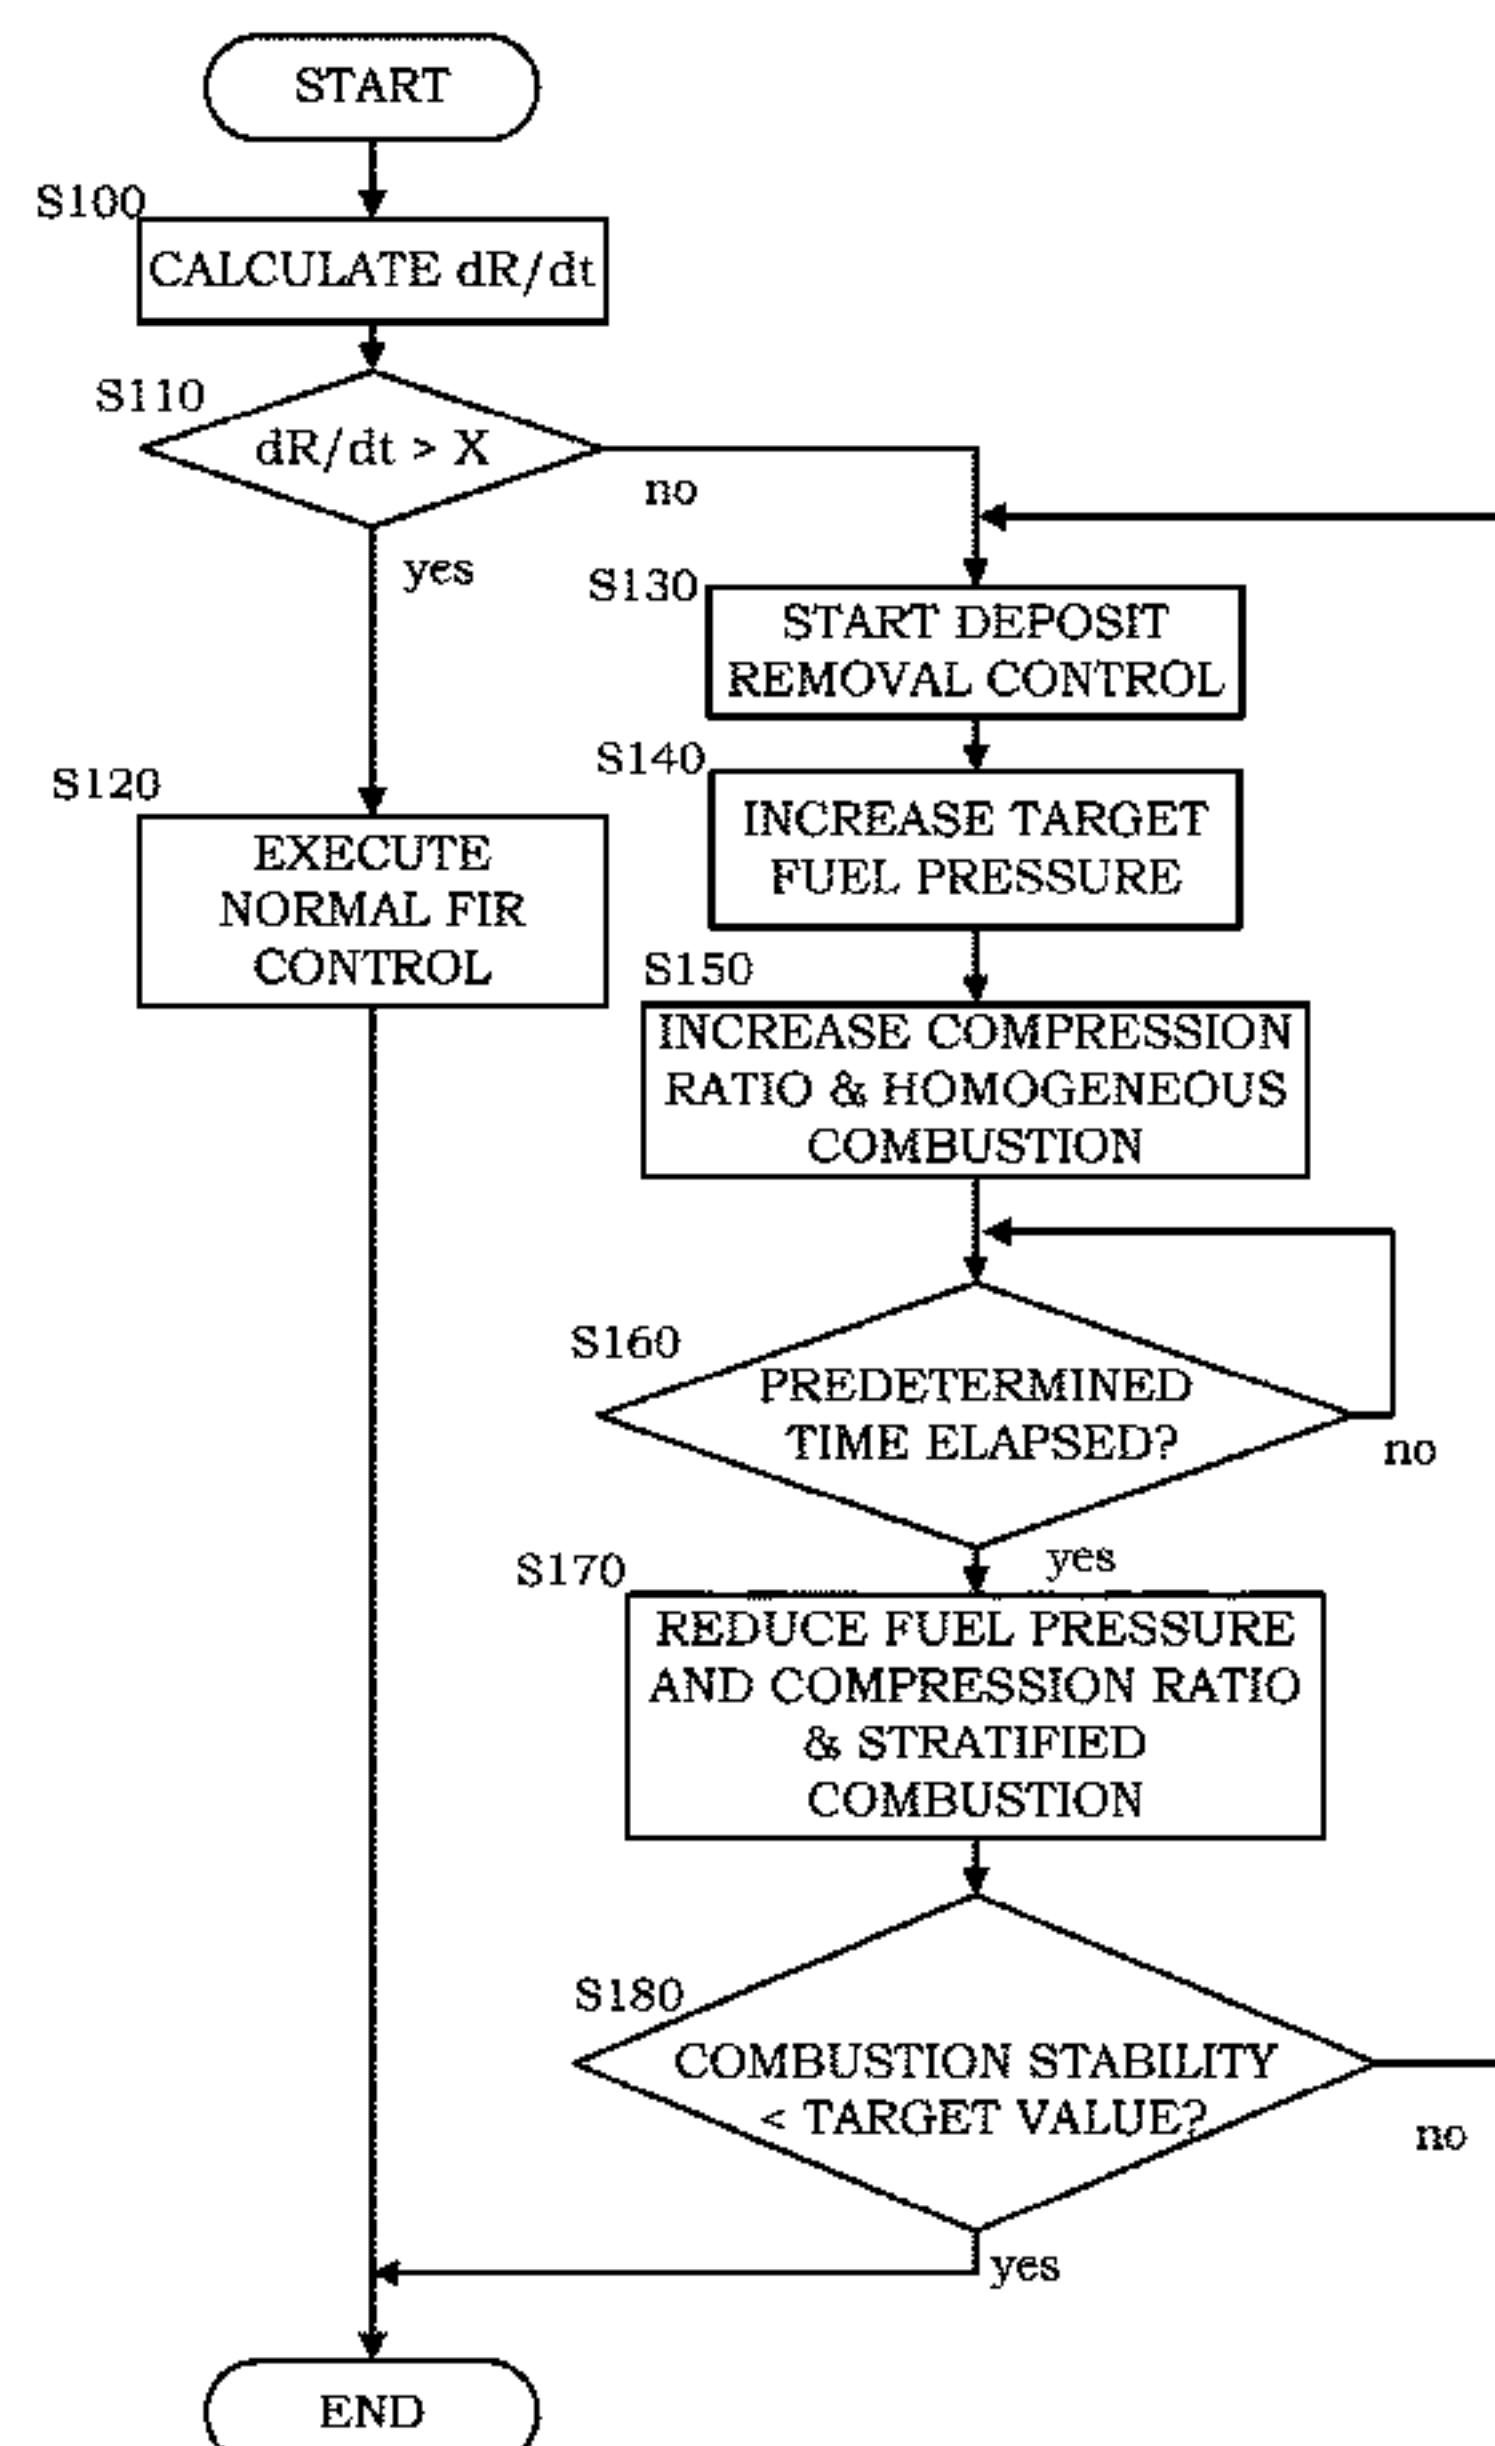 START
S100
CALCULATE dR/dt
S110
dR/dt > X
no
yes
S120
EXECUTE
NORMAL FIR
CONTROL
S130
START DEPOSIT
REMOVAL CONTROL
S140
INCREASE TARGET
FUEL PRESSURE
S150
INCREASE COMPRESSION
RATIO & HOMOGENEOUS
COMBUSTION
S160
PREDETERMINED
TIME ELAPSED?
no
yes
S170
REDUCE FUEL PRESSURE
AND COMPRESSION RATIO
& STRATIFIED
COMBUSTION
S180
COMBUSTION STABILITY
< TARGET VALUE?
no
yes
END